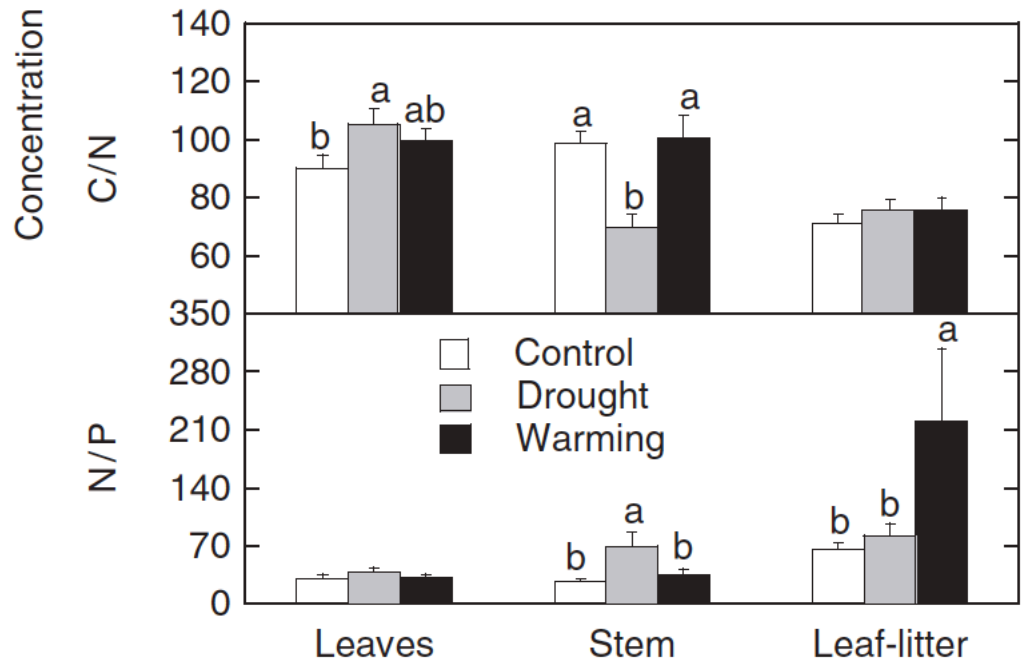 Concentration
C/N
140
120
100
80
60
b a ab
a b a
350
280
210
140
70
0
N/P
Control
Drought
Warming
b a b
b b a
Leaves Stem Leaf-litter